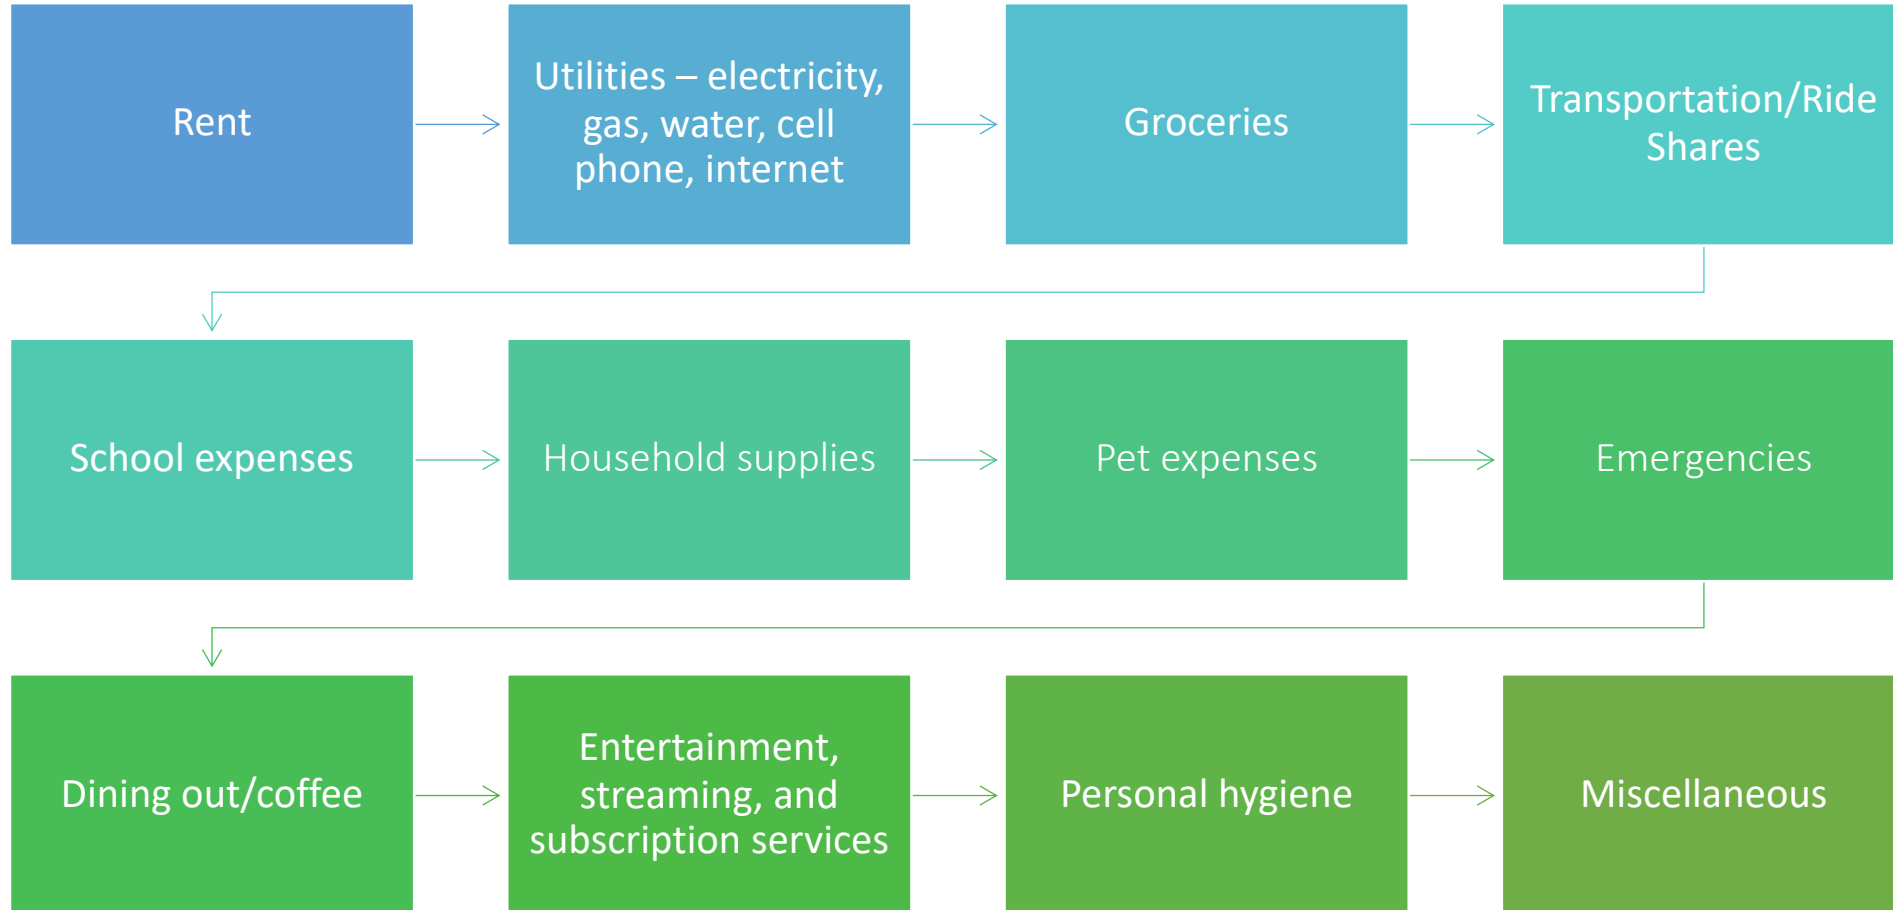 Rent
Utilities – electricity,
gas, water, cell
phone, internet
Groceries
Transportation/Ride
Shares
School expenses
Household supplies
Pet expenses
Emergencies
Dining out/coffee
Entertainment,
streaming, and
subscription services
Personal hygiene
Miscellaneous